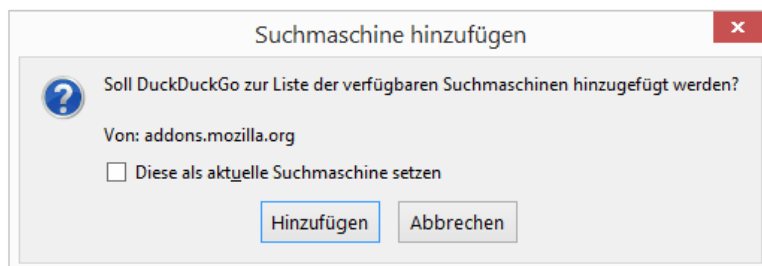 Suchmaschine hinzufügen
Soll DuckDuckGo zur Liste der verfügbaren Suchmaschinen hinzugefügt werden?
Von: addons.mozilla.org
Diese als aktuelle Suchmaschine setzen
Hinzufügen Abbrechen